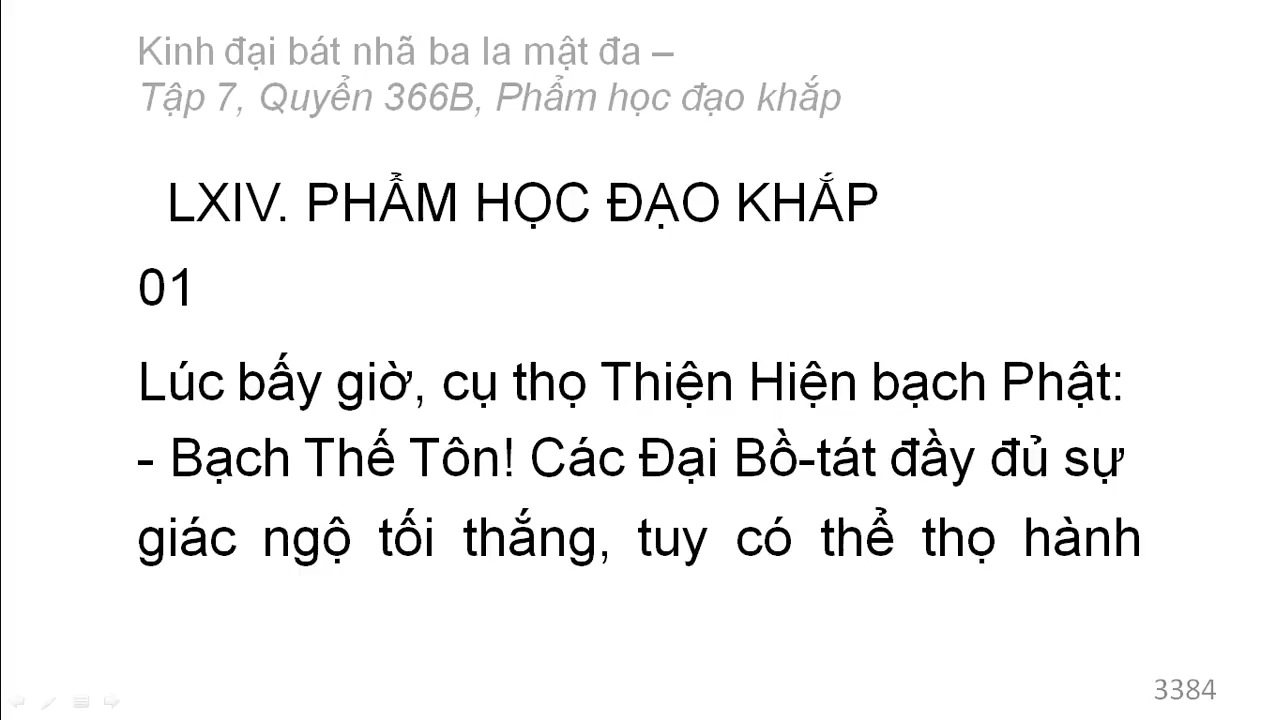 Kinh đại bát nhã ba la mật đa –
Tập 7, Quyển 366B, Phẩm học đạo khắp
LXIV. PHẨM HỌC ĐẠO KHẮP
01
Lúc bấy giờ, cụ thọ Thiện Hiện bạch Phật:
- Bạch Thế Tôn! Các Đại Bồ-tát đầy đủ sự
giác ngộ tối thắng, tuy có thể thọ hành
3384